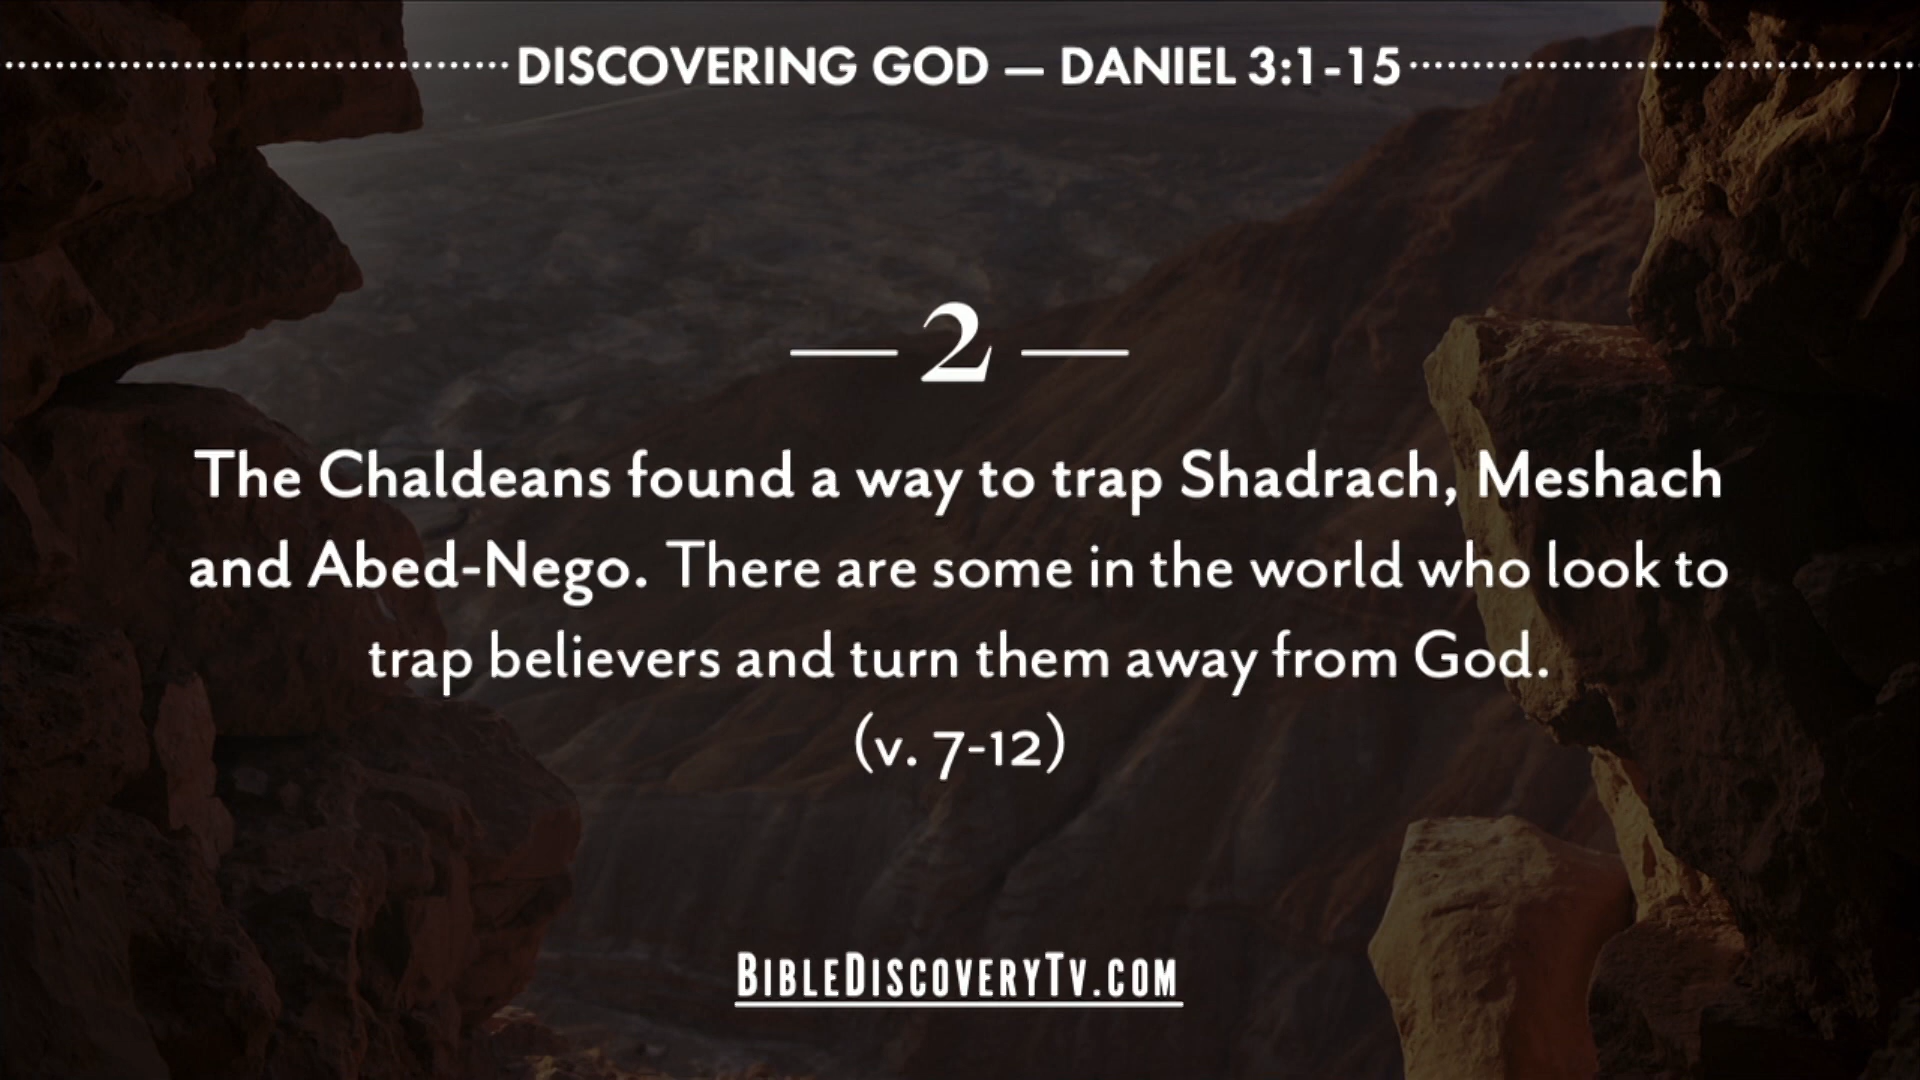 DISCOVERING GOD — DANIEL 3:1-15
— 2 —
The Chaldeans found a way to trap Shadrach, Meshach
and Abed-Nego. There are some in the world who look to
trap believers and turn them away from God.
(v. 7-12)
BIBLEDISCOVERYTV.COM